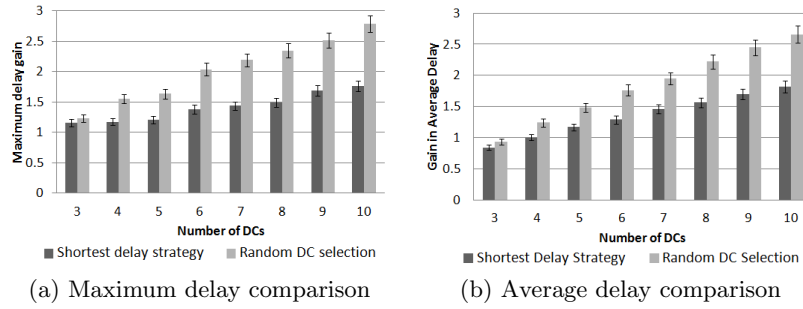 3
2.5
2
1.5
1
0.5
0
Maximum delay gain
3 4 5 6 7 8 9 10
Number of DCs
Shortest delay strategy Random DC selection
(a) Maximum delay comparison
3
2.5
2
1.5
1
0.5
0
Gain in Average Delay
3 4 5 6 7 8 9 10
Number of DCs
Shortest Delay Strategy Random DC Selection
(b) Average delay comparison